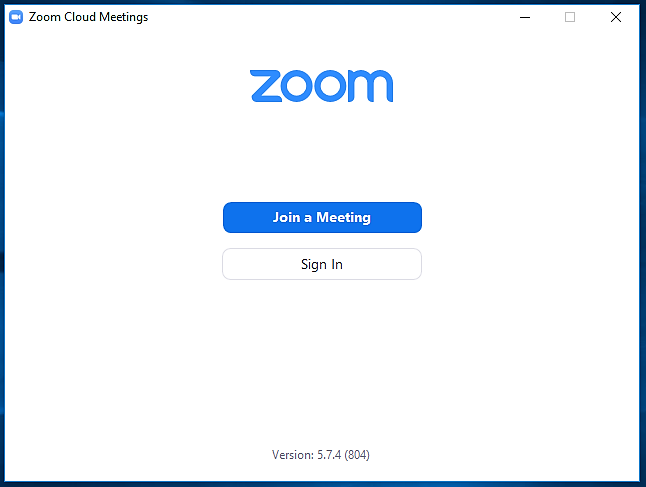 Zoom Cloud Meetings
zoom
Join a Meeting
Sign In
Version: 5.7.4 (804)